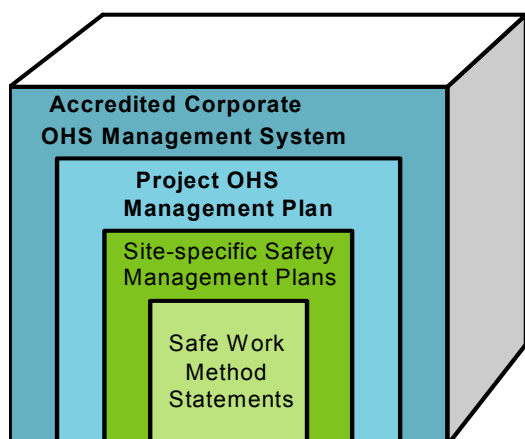 Accredited Corporate
OHS Management System
Project OHS
Management Plan
Site-specific Safety
Management Plans
Safe Work
Method
Statements